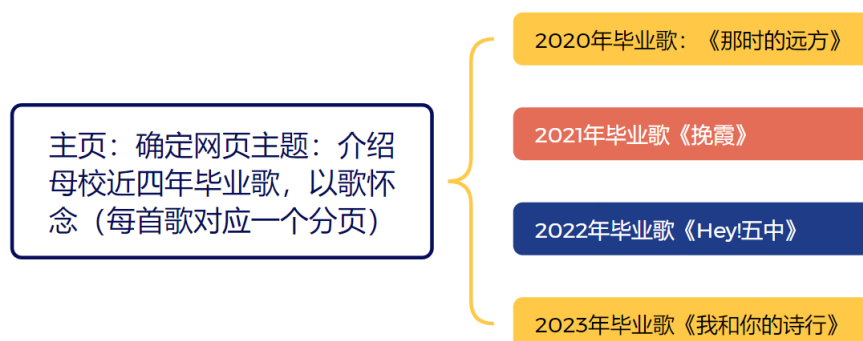 主页：确定网页主题：介绍
母校近四年毕业歌，以歌怀
念（每首歌对应一个分页）
2020年毕业歌：《那时的远方》
2021年毕业歌《挽霞》
2022年毕业歌《Hey!五中》
2023年毕业歌《我和你的诗行》